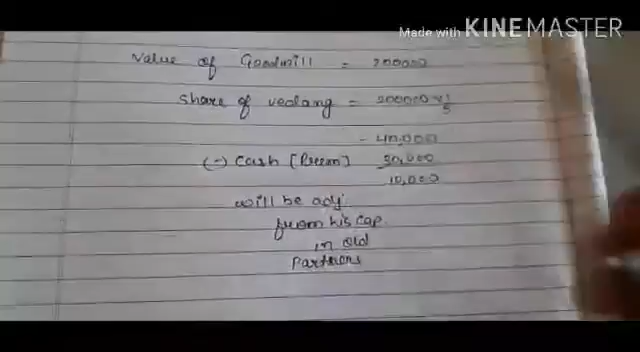 Made with KINEMASTER
Value of Goodwill = 200000
Share of vedang = 200000 x 1/5
- 40,000
(-) Cash [Prem] 30,000
10,000
will be adj.
from his cap.
in old
Partners